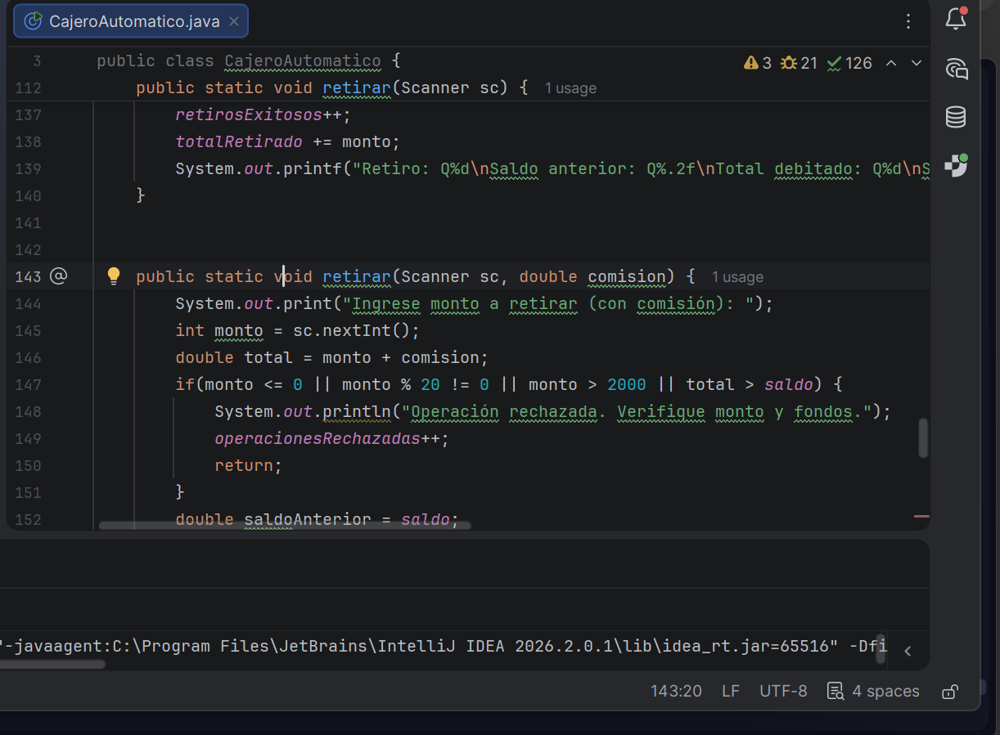 CajeroAutomatico.java
3 public class CajeroAutomatico {
3 21 126
112 public static void retirar(Scanner sc) { 1 usage
137 retirosExitosos++;
138 totalRetirado += monto;
139 System.out.printf("Retiro: Q%d\nSaldo anterior: Q%.2f\nTotal debitado: Q%d\nS
140 }
141
142
143 @ public static void retirar(Scanner sc, double comision) { 1 usage
144 System.out.print("Ingrese monto a retirar (con comisión): ");
145 int monto = sc.nextInt();
146 double total = monto + comision;
147 if(monto <= 0 || monto % 20 != 0 || monto > 2000 || total > saldo) {
148 System.out.println("Operación rechazada. Verifique monto y fondos.");
149 operacionesRechazadas++;
150 return;
151 }
152 double saldoAnterior = saldo;
"-javaagent:C:\Program Files\JetBrains\IntelliJ IDEA 2026.2.0.1\lib\idea_rt.jar=65516" -Dfi
143:20 LF UTF-8 4 spaces